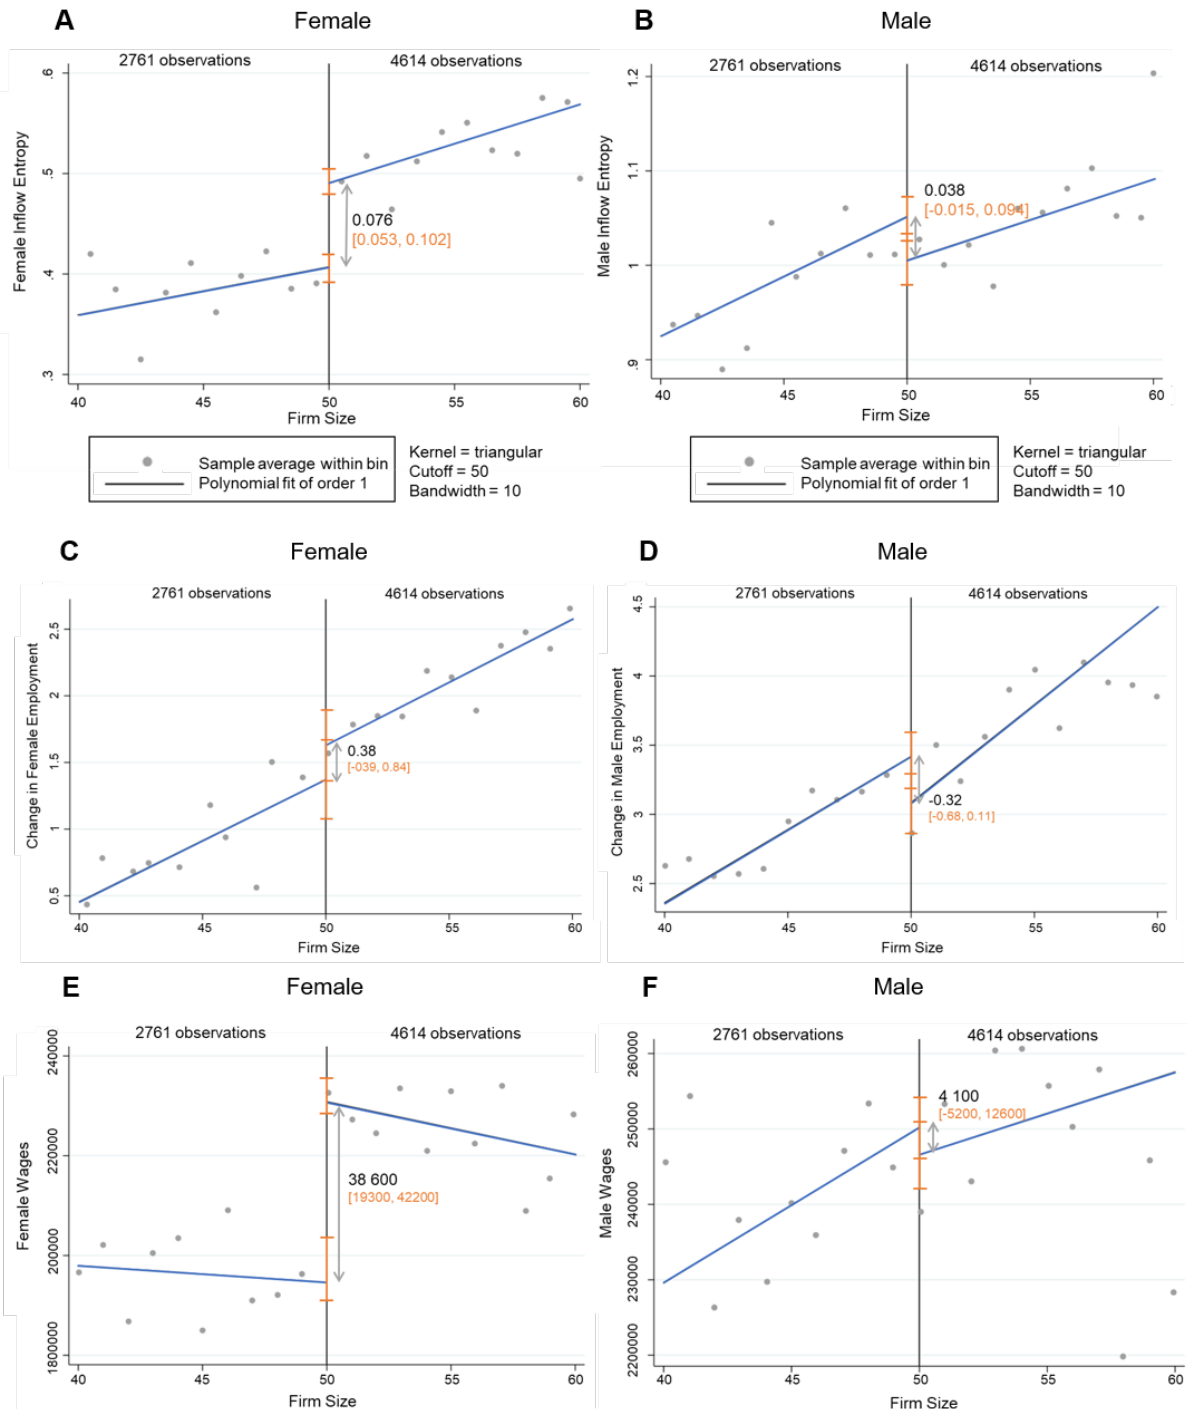 A Female
2761 observations 4614 observations
Female Inflow Entropy
.6
.5
.4
.3
0.076
[0.053, 0.102]
40 45 50 55 60
Firm Size
Sample average within bin
Polynomial fit of order 1
Kernel = triangular
Cutoff = 50
Bandwidth = 10
B Male
2761 observations 4614 observations
Male Inflow Entropy
1.2
1.1
1
.9
0.038
[-0.015, 0.094]
40 45 50 55 60
Firm Size
Sample average within bin
Polynomial fit of order 1
Kernel = triangular
Cutoff = 50
Bandwidth = 10
C Female
2761 observations 4614 observations
Change in Female Employment
2.5
2
1.5
1
0.5
0.38
[-039, 0.84]
40 45 50 55 60
Firm Size
D Male
2761 observations 4614 observations
Change in Male Employment
4.5
4
3.5
3
2.5
-0.32
[-0.68, 0.11]
40 45 50 55 60
Firm Size
E Female
2761 observations 4614 observations
Female Wages
240000
220000
200000
1800000
38 600
[19300, 42200]
40 45 50 55 60
Firm Size
F Male
2761 observations 4614 observations
Male Wages
260000
250000
240000
230000
2200000
4 100
[-5200, 12600]
40 45 50 55 60
Firm Size